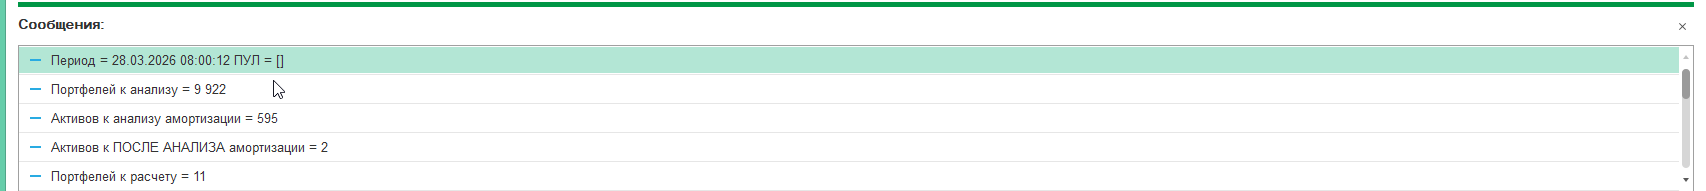 Сообщения:
Период = 28.03.2026 08:00:12 ПУЛ = []
Портфелей к анализу = 9 922
Активов к анализу амортизации = 595
Активов к ПОСЛЕ АНАЛИЗА амортизации = 2
Портфелей к расчету = 11